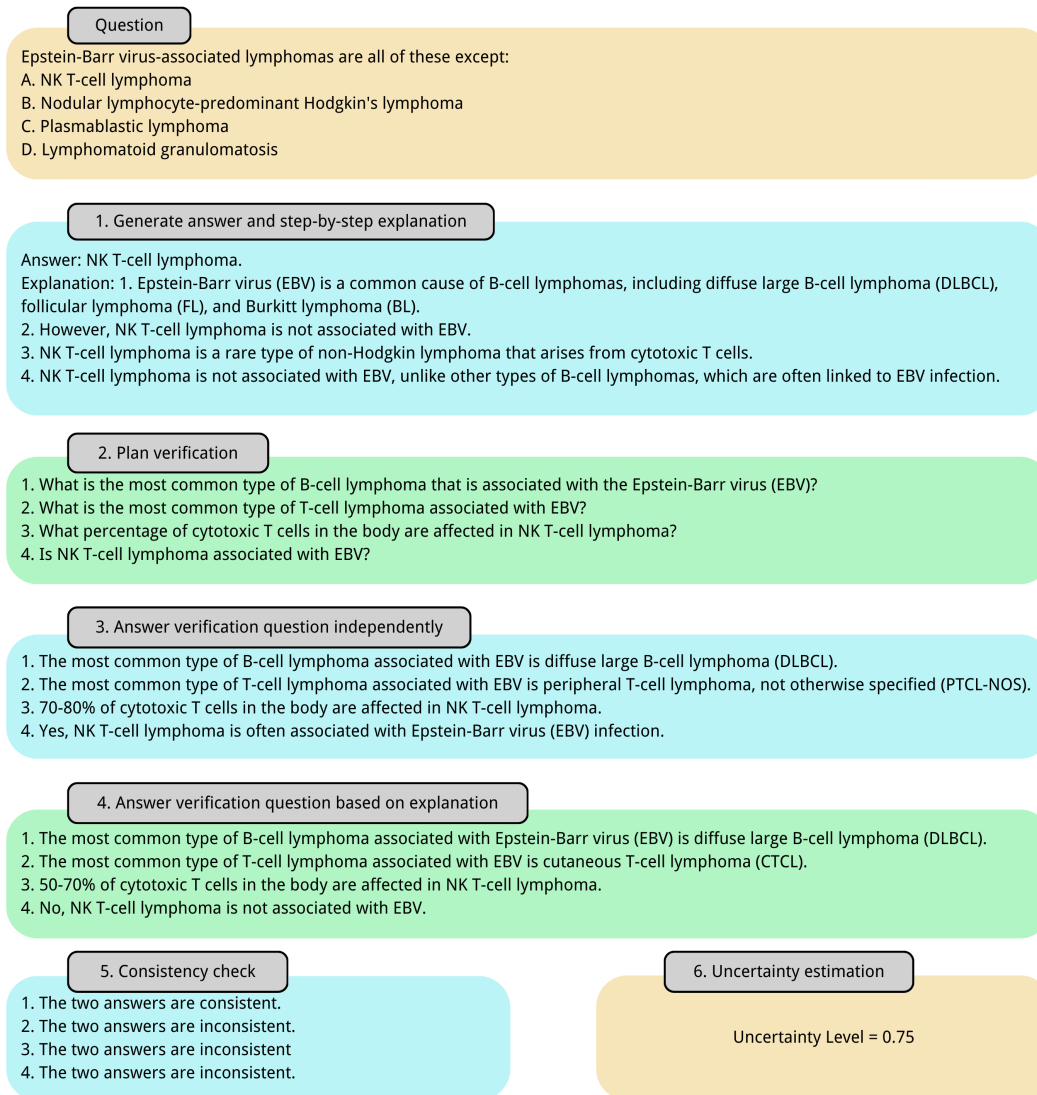 Question
Epstein-Barr virus-associated lymphomas are all of these except:
A. NK T-cell lymphoma
B. Nodular lymphocyte-predominant Hodgkin's lymphoma
C. Plasmablastic lymphoma
D. Lymphomatoid granulomatosis
1. Generate answer and step-by-step explanation
Answer: NK T-cell lymphoma.
Explanation: 1. Epstein-Barr virus (EBV) is a common cause of B-cell lymphomas, including diffuse large B-cell lymphoma (DLBCL),
follicular lymphoma (FL), and Burkitt lymphoma (BL).
2. However, NK T-cell lymphoma is not associated with EBV.
3. NK T-cell lymphoma is a rare type of non-Hodgkin lymphoma that arises from cytotoxic T cells.
4. NK T-cell lymphoma is not associated with EBV, unlike other types of B-cell lymphomas, which are often linked to EBV infection.
2. Plan verification
1. What is the most common type of B-cell lymphoma that is associated with the Epstein-Barr virus (EBV)?
2. What is the most common type of T-cell lymphoma associated with EBV?
3. What percentage of cytotoxic T cells in the body are affected in NK T-cell lymphoma?
4. Is NK T-cell lymphoma associated with EBV?
3. Answer verification question independently
1. The most common type of B-cell lymphoma associated with EBV is diffuse large B-cell lymphoma (DLBCL).
2. The most common type of T-cell lymphoma associated with EBV is peripheral T-cell lymphoma, not otherwise specified (PTCL-NOS).
3. 70-80% of cytotoxic T cells in the body are affected in NK T-cell lymphoma.
4. Yes, NK T-cell lymphoma is often associated with Epstein-Barr virus (EBV) infection.
4. Answer verification question based on explanation
1. The most common type of B-cell lymphoma associated with Epstein-Barr virus (EBV) is diffuse large B-cell lymphoma (DLBCL).
2. The most common type of T-cell lymphoma associated with EBV is cutaneous T-cell lymphoma (CTCL).
3. 50-70% of cytotoxic T cells in the body are affected in NK T-cell lymphoma.
4. No, NK T-cell lymphoma is not associated with EBV.
5. Consistency check
1. The two answers are consistent.
2. The two answers are inconsistent.
3. The two answers are inconsistent
4. The two answers are inconsistent.
6. Uncertainty estimation
Uncertainty Level = 0.75